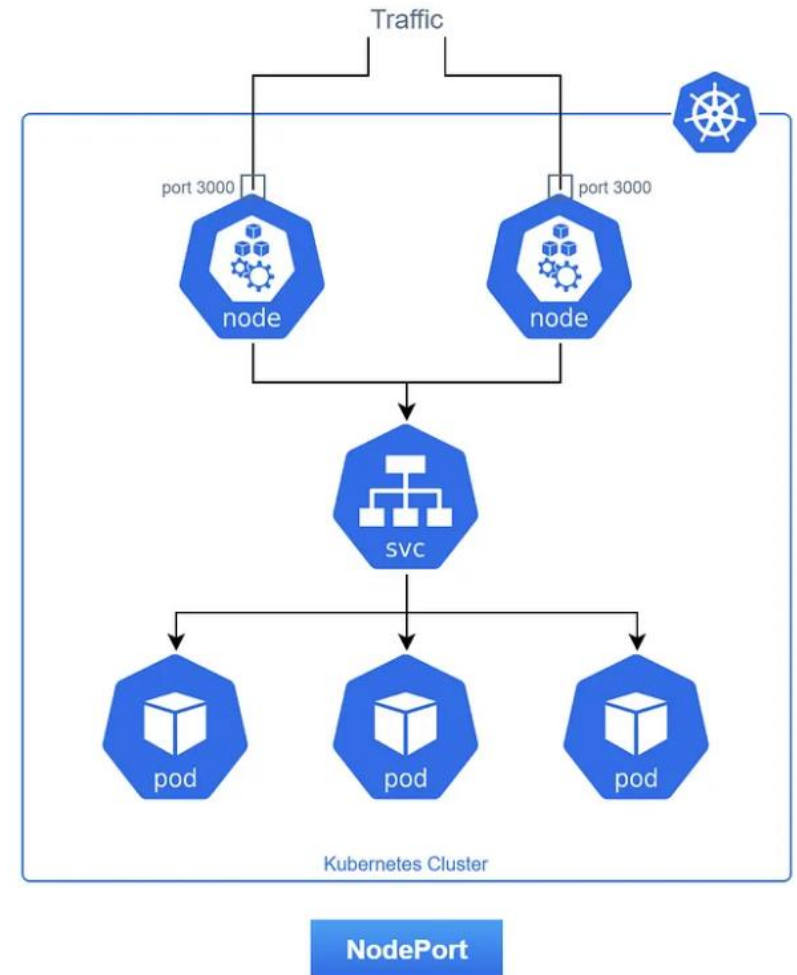 Traffic
port 3000
port 3000
node
node
svc
pod
pod
pod
Kubernetes Cluster
NodePort